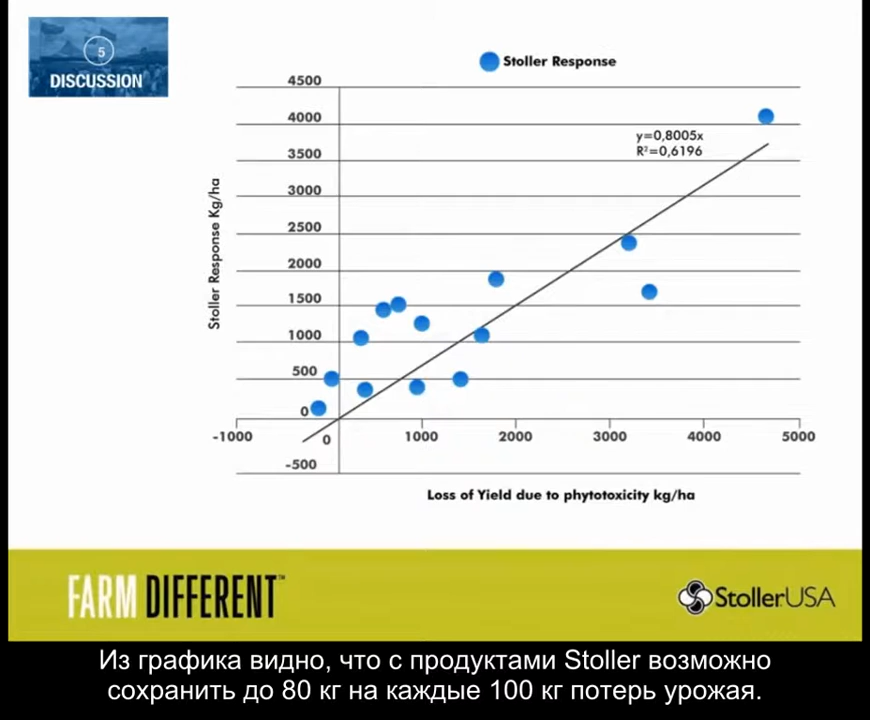 5
DISCUSSION
Stoller Response
4500
4000
y=0,8005x
R²=0,6196
3500
3000
2500
2000
1500
1000
500
0
-1000
0
1000
2000
3000
4000
5000
-500
Stoller Response Kg/ha
Loss of Yield due to phytotoxicity kg/ha
FARM DIFFERENT™
StollerUSA
Из графика видно, что с продуктами Stoller возможно
сохранить до 80 кг на каждые 100 кг потерь урожая.